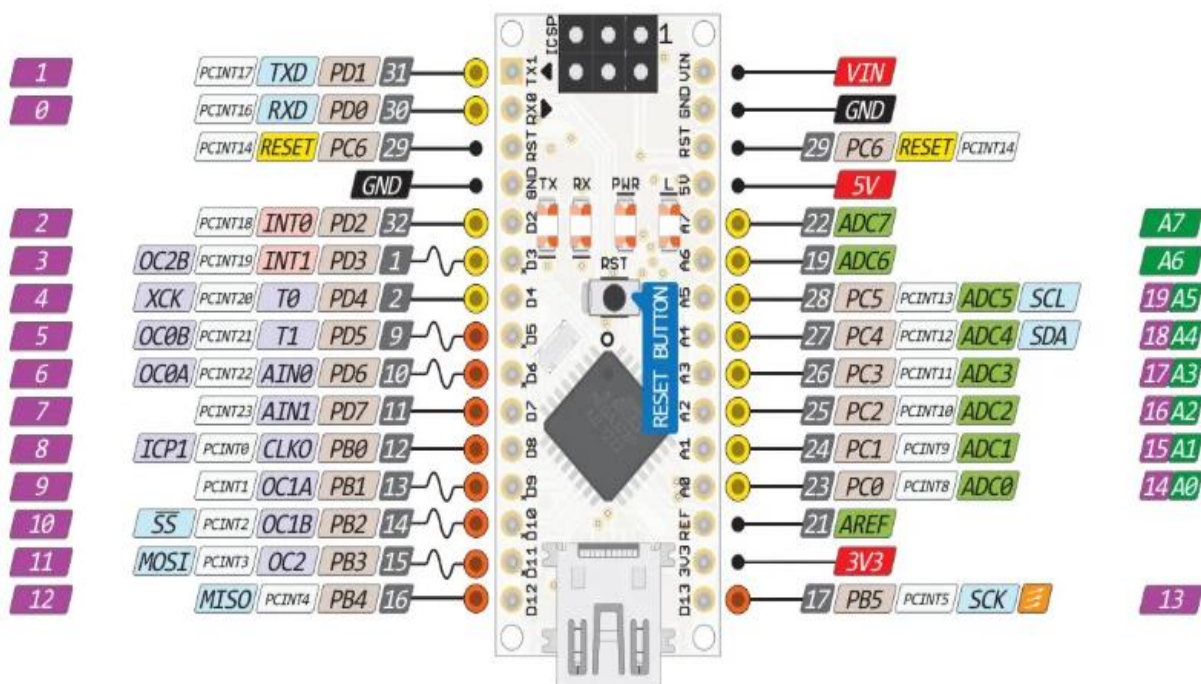 ICSP 1
1 PCINT17 TXD PD1 31 TX1 VIN VIN
0 PCINT16 RXD PD0 30 RX0 GND GND
PCINT14 RESET PC6 29 RST RST 29 PC6 RESET PCINT14
GND GND 5V 5V
TX RX PWR L
2 PCINT18 INT0 PD2 32 D2 A7 22 ADC7 A7
3 OC2B PCINT19 INT1 PD3 1 D3 A6 19 ADC6 A6
RST
4 XCK PCINT20 T0 PD4 2 D4 A5 28 PC5 PCINT13 ADC5 SCL 19 A5
5 OC0B PCINT21 T1 PD5 9 D5 A4 27 PC4 PCINT12 ADC4 SDA 18 A4
RESET BUTTON
6 OC0A PCINT22 AIN0 PD6 10 D6 A3 26 PC3 PCINT11 ADC3 17 A3
7 PCINT23 AIN1 PD7 11 D7 A2 25 PC2 PCINT10 ADC2 16 A2
8 ICP1 PCINT0 CLKO PB0 12 D8 A1 24 PC1 PCINT9 ADC1 15 A1
9 PCINT1 OC1A PB1 13 D9 A0 23 PC0 PCINT8 ADC0 14 A0
10 SS PCINT2 OC1B PB2 14 D10 REF 21 AREF
11 MOSI PCINT3 OC2 PB3 15 D11 3V3 3V3
12 MISO PCINT4 PB4 16 D12 D13 17 PB5 PCINT5 SCK 13